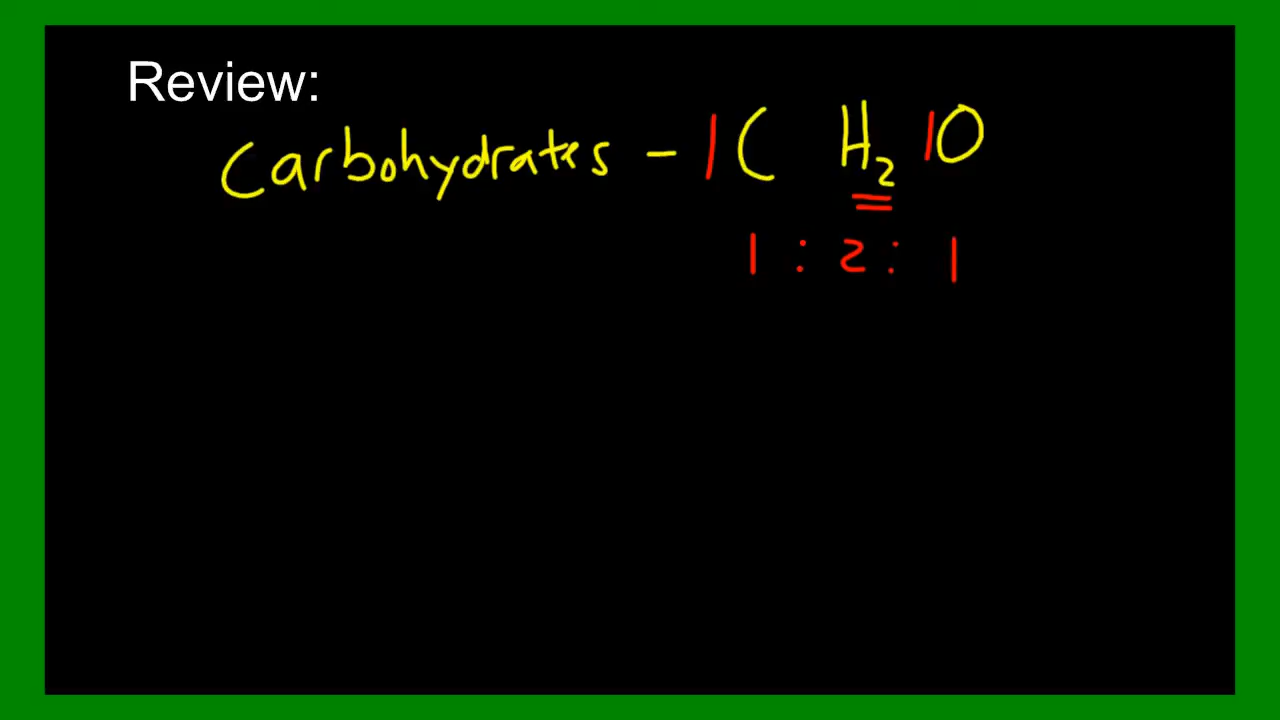 Review:
Carbohydrates - 1C H₂ 1O
1 : 2 : 1